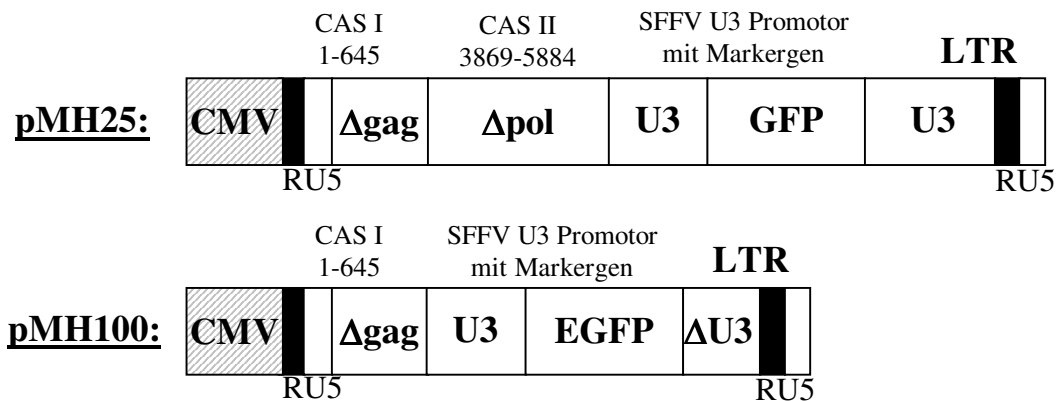 CAS I
1-645
CAS II
3869-5884
SFFV U3 Promotor
mit Markergen
LTR
pMH25:
CMV
Δgag
Δpol
U3
GFP
U3
RU5
RU5
CAS I
1-645
SFFV U3 Promotor
mit Markergen
LTR
pMH100:
CMV
Δgag
U3
EGFP
ΔU3
RU5
RU5